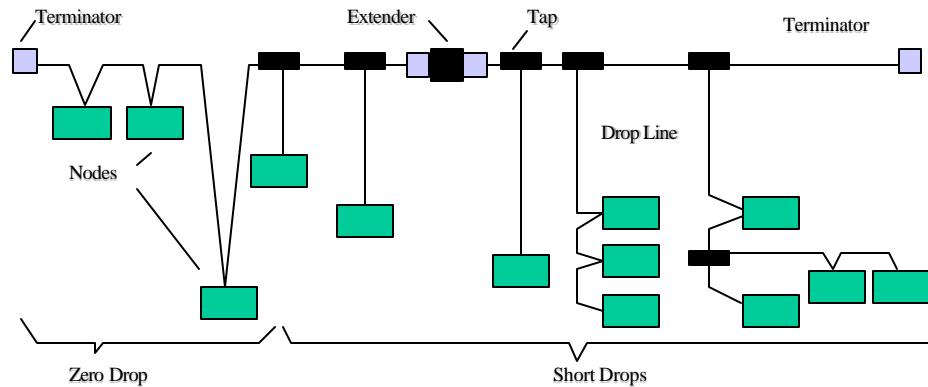 Terminator
Extender
Tap
Terminator
Drop Line
Nodes
Zero Drop
Short Drops